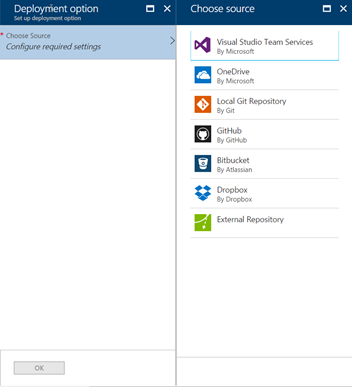 Deployment option
Set up deployment option
* Choose Source
Configure required settings
OK
Choose source
Visual Studio Team Services
By Microsoft
OneDrive
By Microsoft
Local Git Repository
By Git
GitHub
By GitHub
Bitbucket
By Atlassian
Dropbox
By Dropbox
External Repository